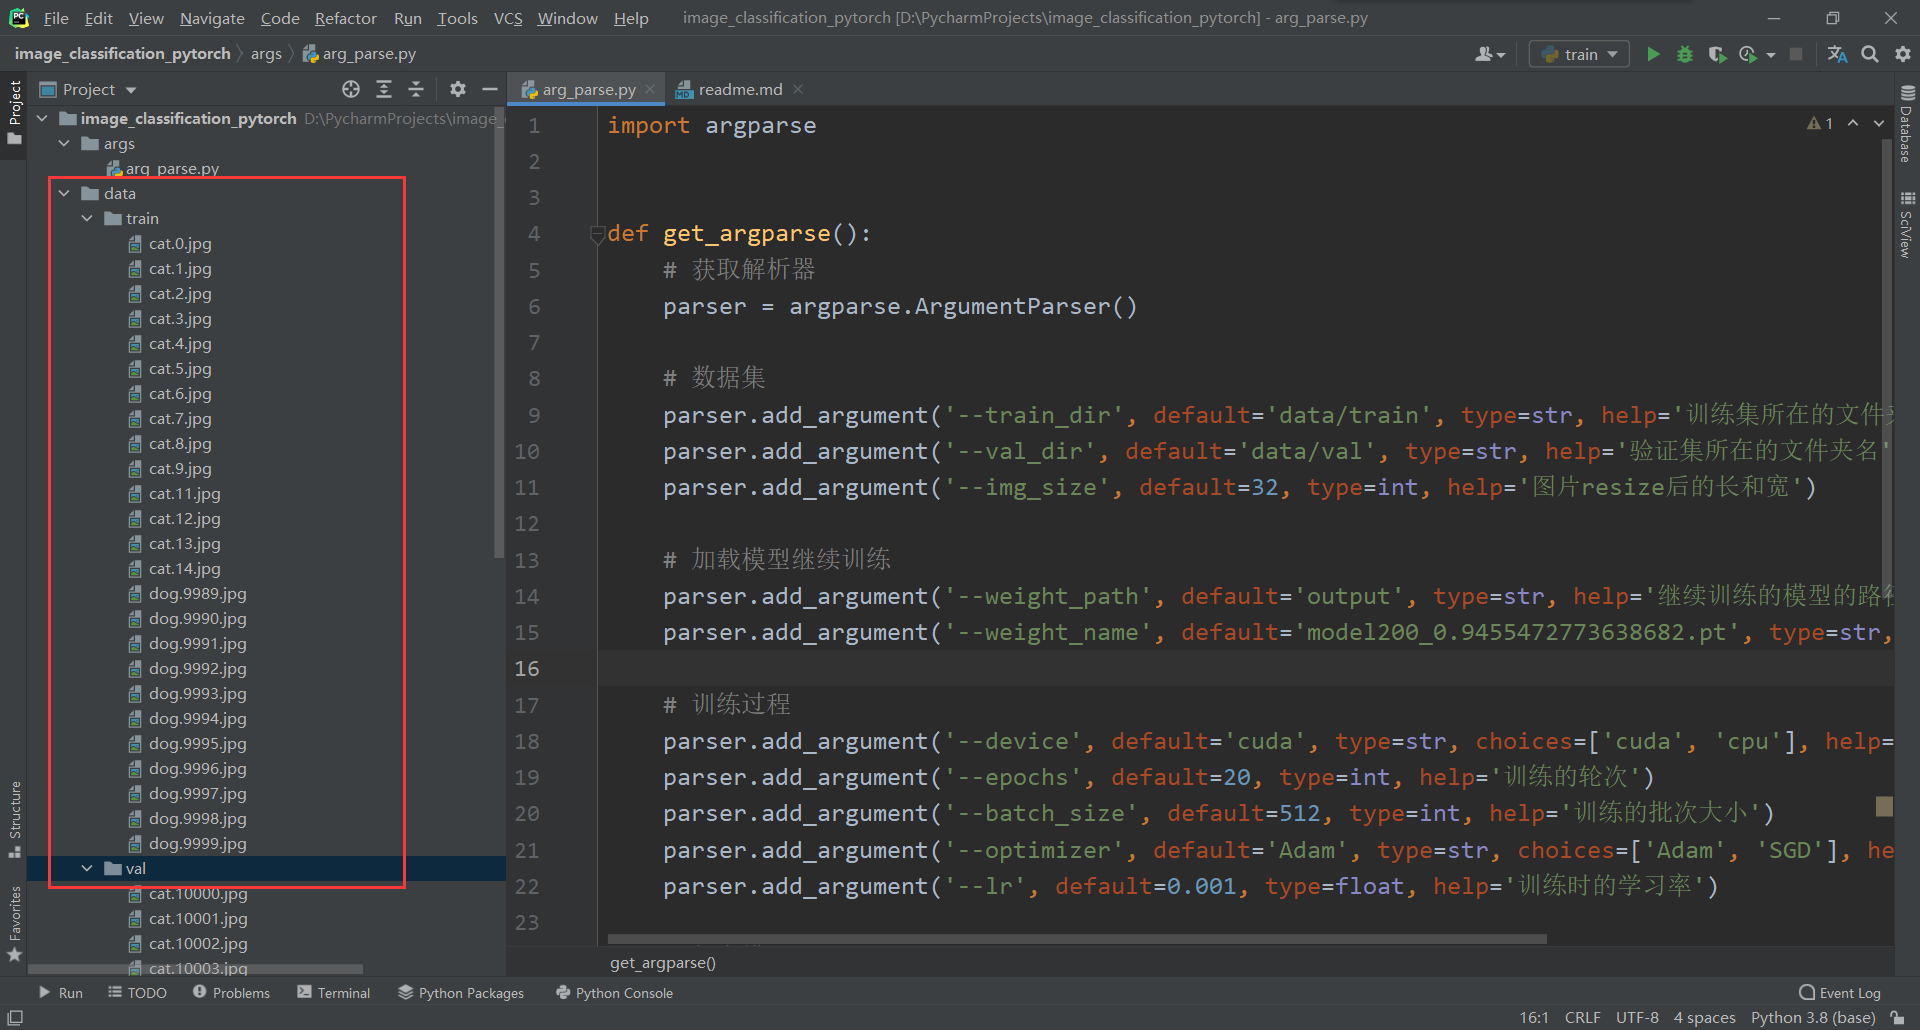 File Edit View Navigate Code Refactor Run Tools VCS Window Help image_classification_pytorch [D:\PycharmProjects\image_classification_pytorch] - arg_parse.py
image_classification_pytorch args arg_parse.py train
Project
arg_parse.py readme.md
Project
image_classification_pytorch D:\PycharmProjects\image_
args
arg_parse.py
data
train
cat.0.jpg
cat.1.jpg
cat.2.jpg
cat.3.jpg
cat.4.jpg
cat.5.jpg
cat.6.jpg
cat.7.jpg
cat.8.jpg
cat.9.jpg
cat.11.jpg
cat.12.jpg
cat.13.jpg
cat.14.jpg
dog.9989.jpg
dog.9990.jpg
dog.9991.jpg
dog.9992.jpg
dog.9993.jpg
dog.9994.jpg
dog.9995.jpg
dog.9996.jpg
dog.9997.jpg
dog.9998.jpg
dog.9999.jpg
val
cat.10000.jpg
cat.10001.jpg
cat.10002.jpg
cat.10003.jpg
Structure
Favorites
1 import argparse
2
3
4 def get_argparse():
5 # 获取解析器
6 parser = argparse.ArgumentParser()
7
8 # 数据集
9 parser.add_argument('--train_dir', default='data/train', type=str, help='训练集所在的文件夹
10 parser.add_argument('--val_dir', default='data/val', type=str, help='验证集所在的文件夹名'
11 parser.add_argument('--img_size', default=32, type=int, help='图片resize后的长和宽')
12
13 # 加载模型继续训练
14 parser.add_argument('--weight_path', default='output', type=str, help='继续训练的模型的路径
15 parser.add_argument('--weight_name', default='model200_0.9455472773638682.pt', type=str,
16
17 # 训练过程
18 parser.add_argument('--device', default='cuda', type=str, choices=['cuda', 'cpu'], help=
19 parser.add_argument('--epochs', default=20, type=int, help='训练的轮次')
20 parser.add_argument('--batch_size', default=512, type=int, help='训练的批次大小')
21 parser.add_argument('--optimizer', default='Adam', type=str, choices=['Adam', 'SGD'], he
22 parser.add_argument('--lr', default=0.001, type=float, help='训练时的学习率')
23
1
Database
SciView
get_argparse()
Run TODO Problems Terminal Python Packages Python Console Event Log
16:1 CRLF UTF-8 4 spaces Python 3.8 (base)